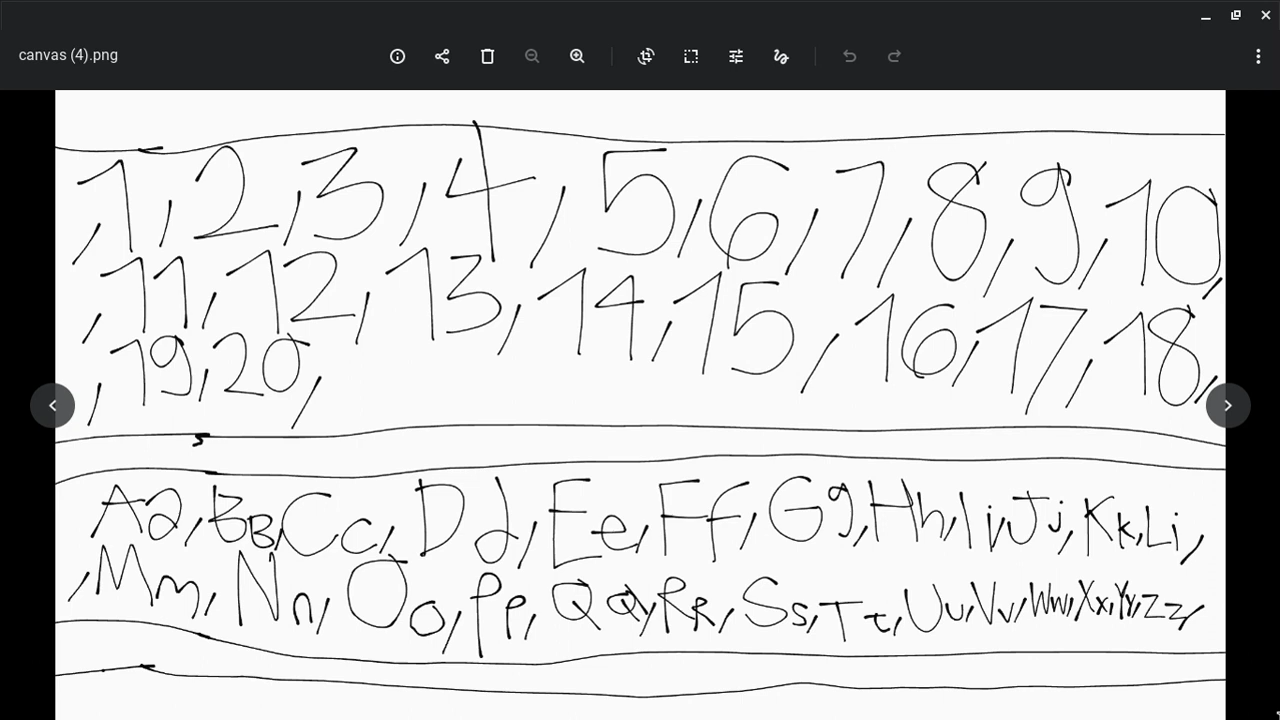 canvas (4).png
,1,2,3,4,5,6,7,8,9,10,
,11,12,13,14,15,16,17,18,
,19,20,
Aa,BB,Cc,Dd,Ee,Ff,Gg,Hh,Ii,Jj,Kk,Li,
,Mm,Nn,Oo,Pp,QQ,RR,Ss,Tt,Uu,Vv,Ww,Xx,Yy,Zz,